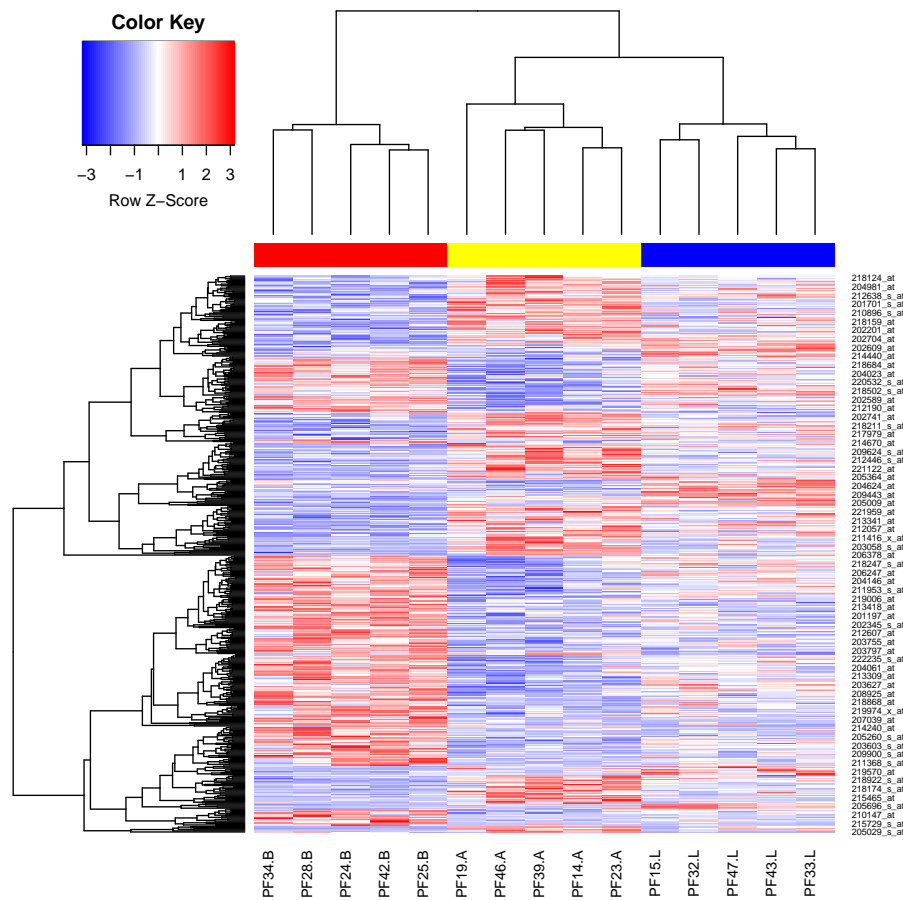 Color Key
−3 −1 1 2 3
Row Z−Score
218124_at
204981_at
212638_s_at
201701_s_at
210896_s_at
218159_at
202201_at
202704_at
202609_at
214440_at
218684_at
204023_at
220532_s_at
218502_s_at
202589_at
212190_at
202741_at
218211_s_at
217979_at
214670_at
209624_s_at
212446_s_at
221122_at
205364_at
204624_at
209443_at
205009_at
221959_at
213341_at
212057_at
211416_x_at
203058_s_at
206378_at
218247_s_at
206247_at
204146_at
211953_s_at
219006_at
213418_at
201197_at
202345_s_at
212607_at
203755_at
203797_at
222235_s_at
204061_at
213309_at
203627_at
208925_at
218868_at
219974_x_at
207039_at
214240_at
205260_s_at
203603_s_at
209900_s_at
211368_s_at
219570_at
218922_s_at
218174_s_at
215465_at
205696_s_at
210147_at
215729_s_at
205029_s_at
PF34.B
PF28.B
PF24.B
PF42.B
PF25.B
PF19.A
PF46.A
PF39.A
PF14.A
PF23.A
PF15.L
PF32.L
PF47.L
PF43.L
PF33.L